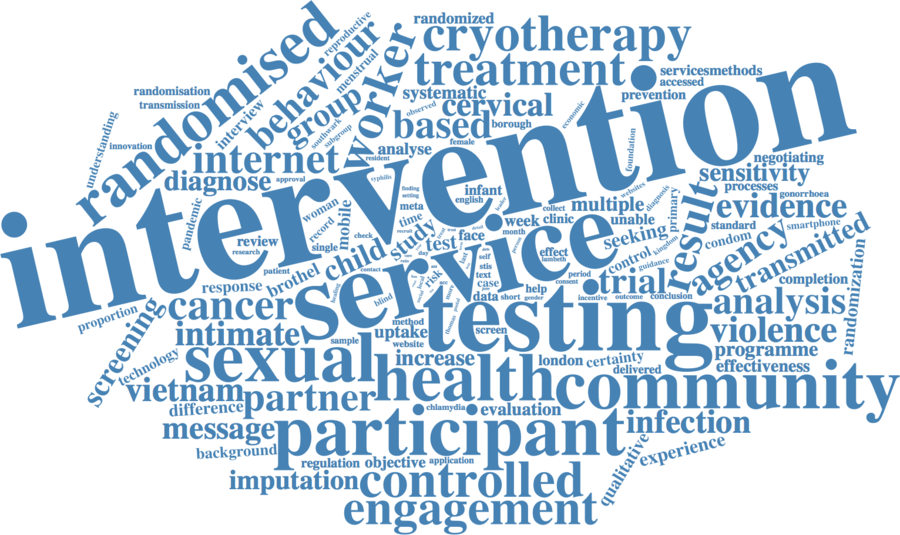 randomized
reproductive
cryotherapy
randomised
behaviour
menstrual
worker
treatment
servicesmethods
accessed
randomisation
transmission
interview
group
systematic
prevention
intervention
observed
cervical
economic
southwark
subgroup
based
borough
understanding
innovation
internet
analyse
female
foundation
negotiating
resident
sensitivity
diagnose
approval
syphilis
finding
setting
infant
english
leader
websites
diagnosis
processes
gonorrhoea
pandemic
woman
record
mobile
meta
time
recruit
study
collect
multiple
primary
result
evidence
week
clinic
unable
month
standard
smartphone
review
research
single
check
child
test
face
detail
service
effect
lambeth
seeking
control
kingdom
guidance
condom
agency
transmitted
patient
contact
day
risk
last
self
stis
text
case
response
brothel
healing
blind
more
period
consent
trial
completion
proportion
cancer
data
short
help
gender
incentive
outcome
conclusion
analysis
randomization
screening
intimate
method
uptake
website
thomas
screen
testing
violence
sample
technology
sexual
increase
london
certainty
delivered
programme
effectiveness
vietnam
health
community
difference
partner
chlamydia
evaluation
message
participant
infection
background
qualitative
experience
regulation
objective
application
imputation
controlled
engagement